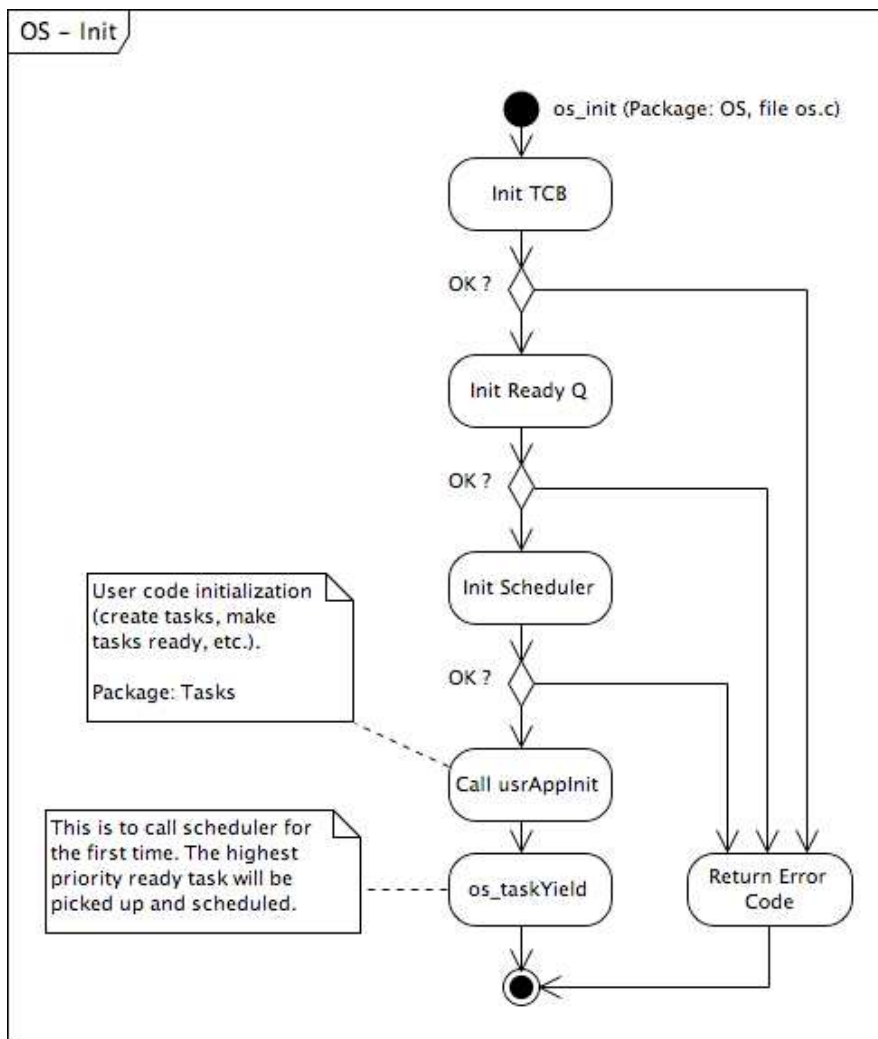 OS - Init
os_init (Package: OS, file os.c)
Init TCB
OK ?
Init Ready Q
OK ?
Init Scheduler
OK ?
User code initialization
(create tasks, make
tasks ready, etc.).
Package: Tasks
Call usrAppInit
This is to call scheduler for
the first time. The highest
priority ready task will be
picked up and scheduled.
os_taskYield
Return Error
Code